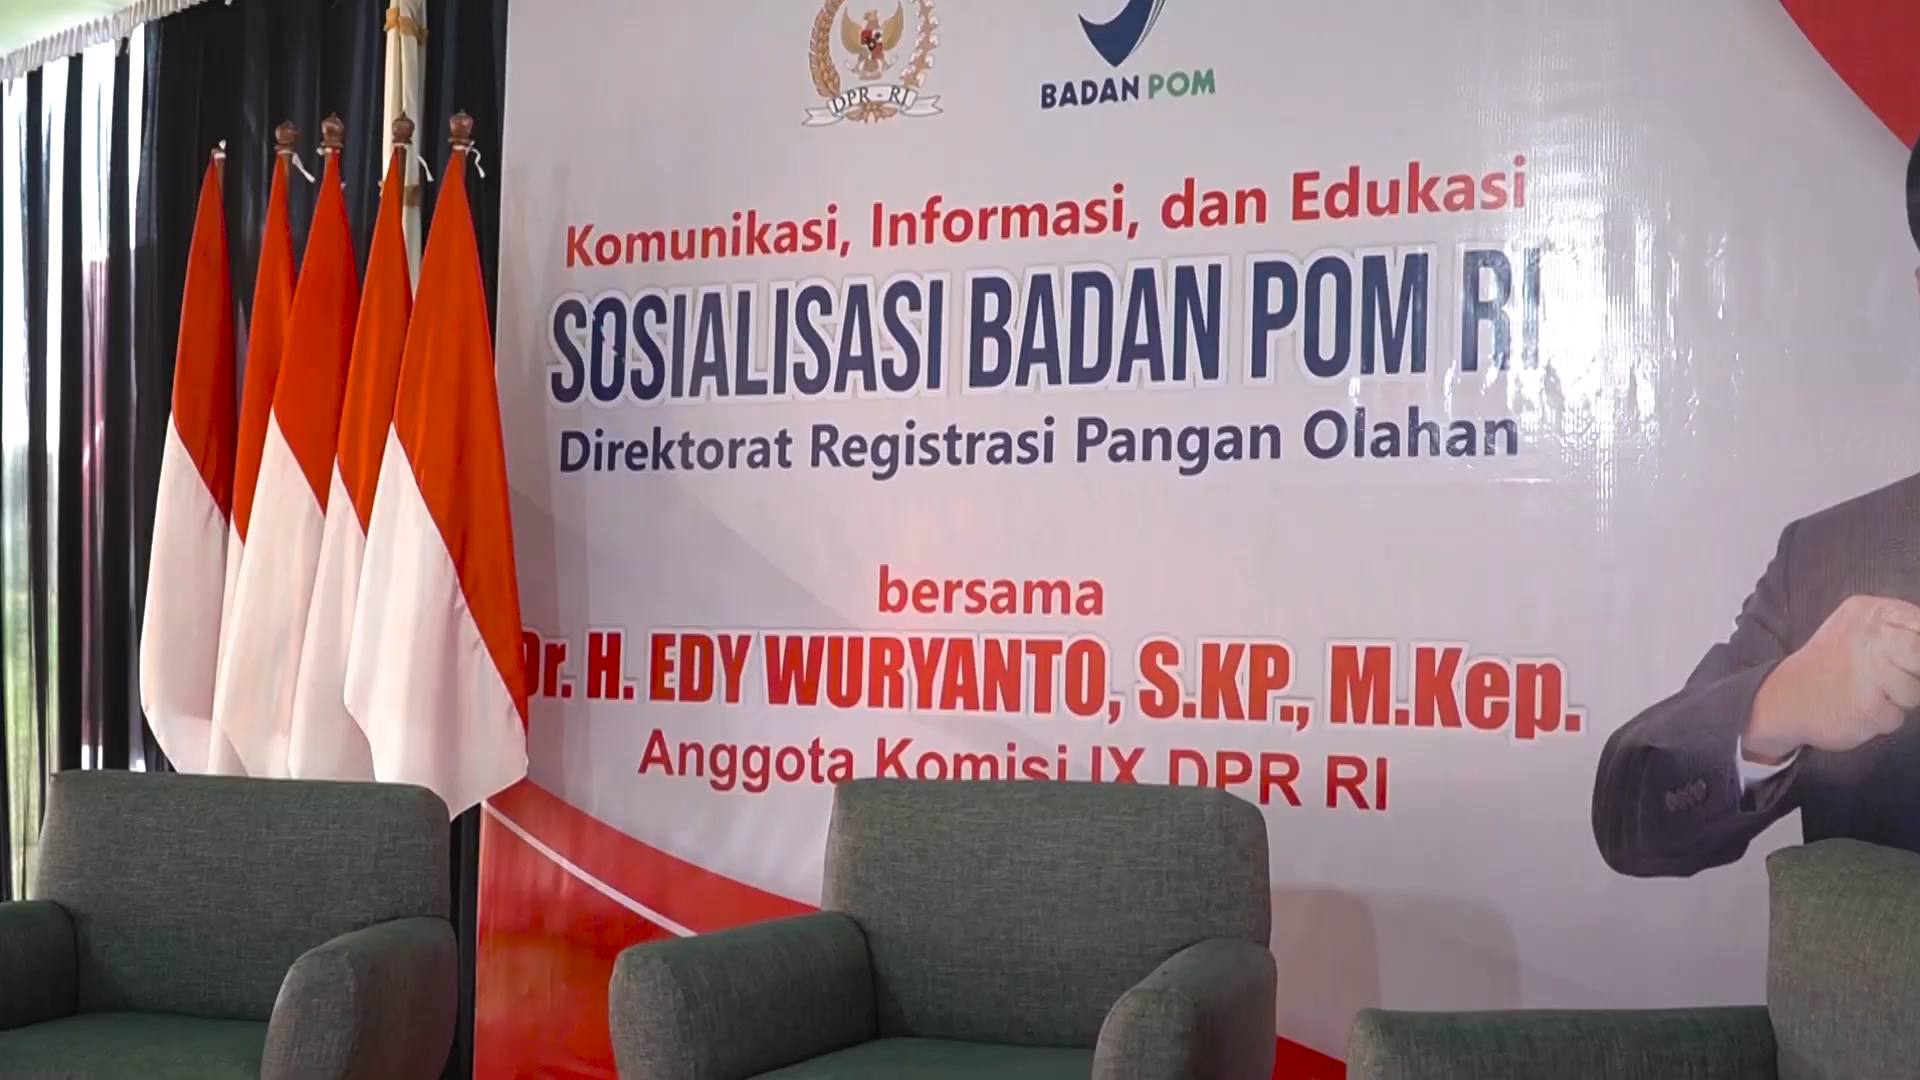 DPR - RI
BADAN POM
Komunikasi, Informasi, dan Edukasi
SOSIALISASI BADAN POM RI
Direktorat Registrasi Pangan Olahan
bersama
Dr. H. EDY WURYANTO, S.KP., M.Kep.
Anggota Komisi IX DPR RI